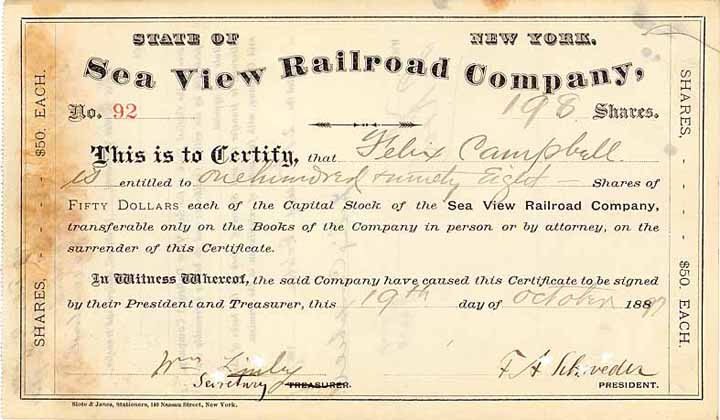 STATE OF NEW YORK.
Sea View Railroad Company,
No. 92 198 Shares.
This is to Certify, that Felix Campbell
is entitled to one hundred & ninety Eight — Shares of
FIFTY DOLLARS each of the Capital Stock of the Sea View Railroad Company,
transferable only on the Books of the Company in person or by attorney, on the
surrender of this Certificate.
In Witness Whereof, the said Company have caused this Certificate to be signed
by their President and Treasurer, this 19th day of October 188
F A Schroeder
Secretary TREASURER. PRESIDENT.
Slote & Janes, Stationers, 140 Nassau Street, New York.
SHARES, - - - $50. EACH.
SHARES, - - - $50. EACH.